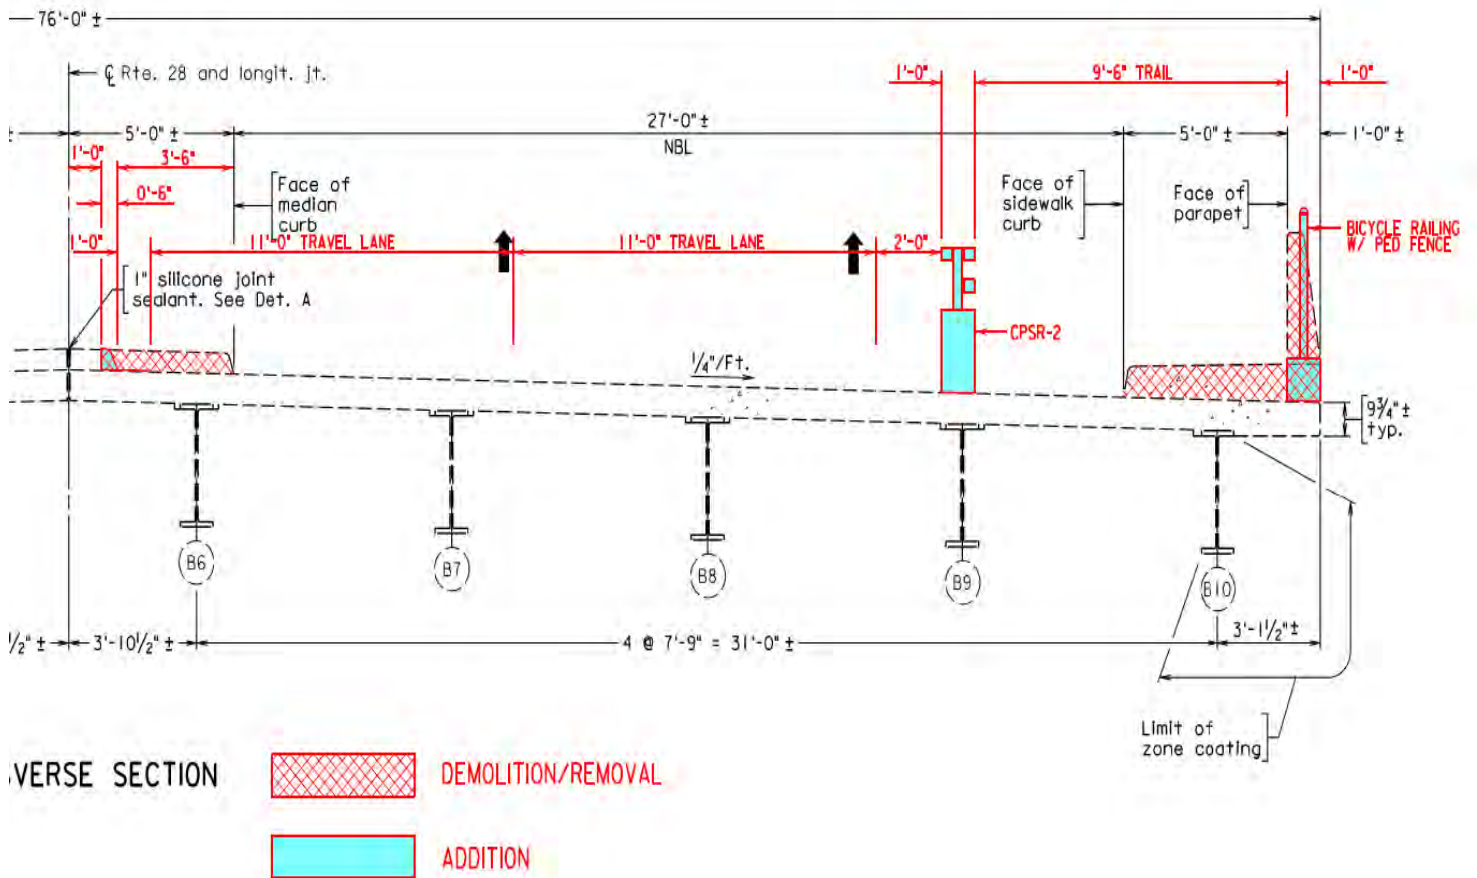 76'-0" ±
℄ Rte. 28 and longit. jt.
1'-0"
9'-6" TRAIL
1'-0"
±
5'-0" ±
27'-0" ±
NBL
5'-0" ±
1'-0" ±
1'-0"
3'-6"
0'-6"
Face of
median
curb
Face of
sidewalk
curb
Face of
parapet
BICYCLE RAILING
W/ PED FENCE
1'-0"
11'-0" TRAVEL LANE
11'-0" TRAVEL LANE
2'-0"
1" silicone joint
sealant. See Det. A
CPSR-2
1/4"/Ft.
9 3/4" ±
typ.
B6
B7
B8
B9
B10
1/2" ±
3'-10 1/2" ±
4 @ 7'-9" = 31'-0" ±
3'-1 1/2" ±
Limit of
zone coating
VERSE SECTION
DEMOLITION/REMOVAL
ADDITION